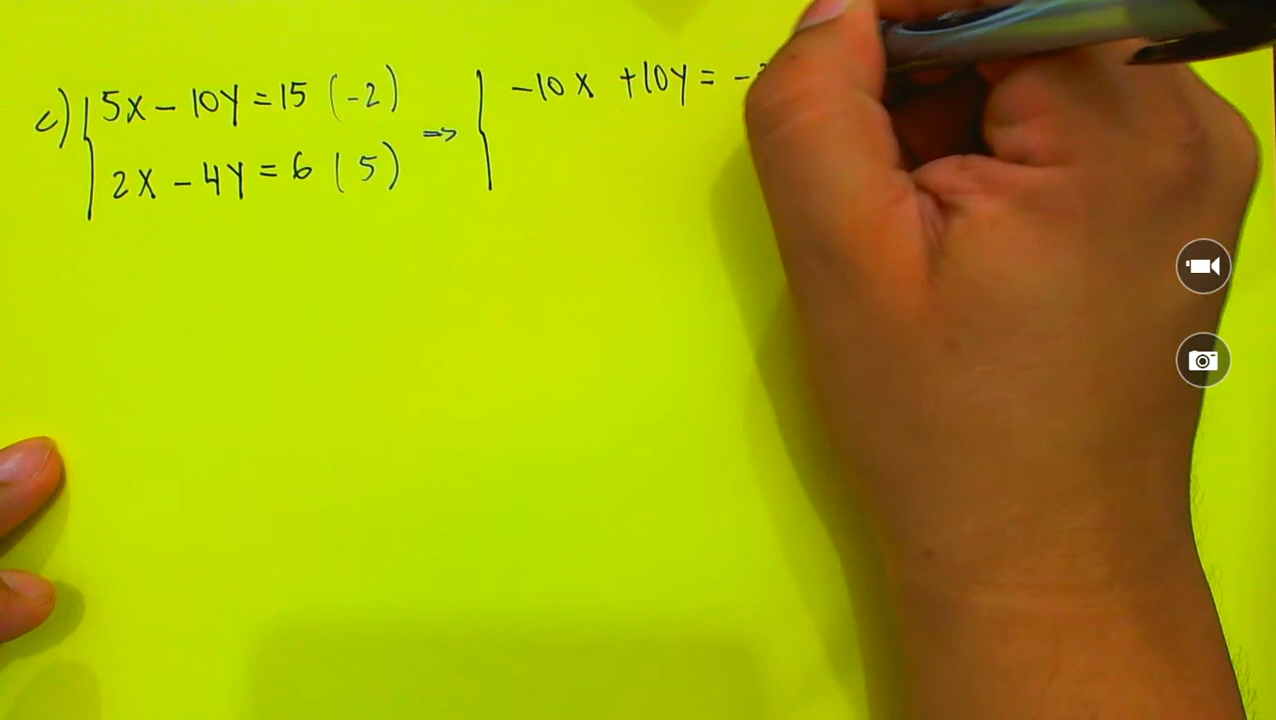 c) { 5x - 10y = 15 (-2) => { -10x + 10y = -
2x - 4y = 6 (5)